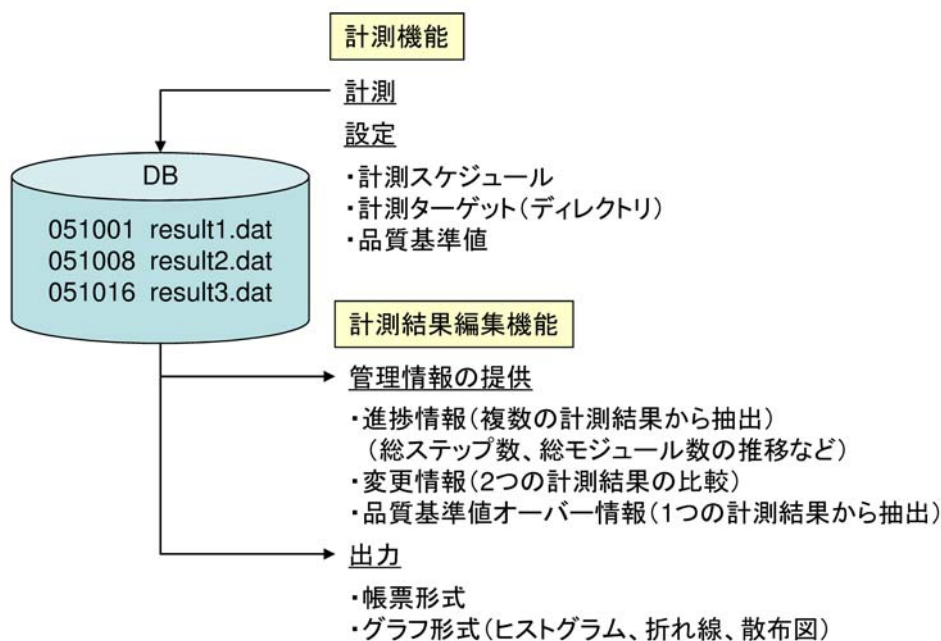 計測機能
計測
設定
・計測スケジュール
・計測ターゲット(ディレクトリ)
・品質基準値
DB
051001 result1.dat
051008 result2.dat
051016 result3.dat
計測結果編集機能
管理情報の提供
・進捗情報(複数の計測結果から抽出)
(総ステップ数、総モジュール数の推移など)
・変更情報(2つの計測結果の比較)
・品質基準値オーバー情報(1つの計測結果から抽出)
出力
・帳票形式
・グラフ形式(ヒストグラム、折れ線、散布図)